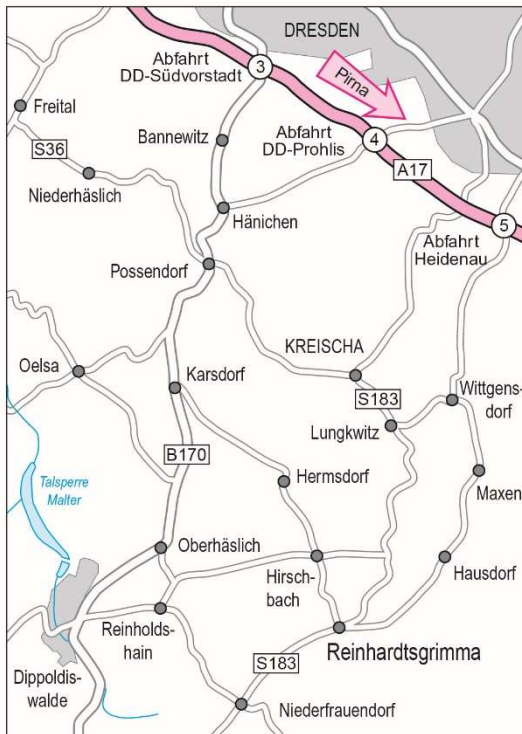 DRESDEN
Abfahrt
DD-Südvorstadt
3
Pirna
Freital
Bannewitz
Abfahrt
DD-Prohlis
4
S36
A17
Niederhäslich
Hänichen
5
Abfahrt
Heidenau
Possendorf
KREISCHA
Oelsa
Karsdorf
S183
Wittgens-
dorf
Lungkwitz
B170
Talsperre
Malter
Hermsdorf
Maxen
Oberhäslich
Hirsch-
bach
Hausdorf
Reinholds-
hain
Reinhardtsgrimma
S183
Dippoldis-
walde
Niederfrauendorf